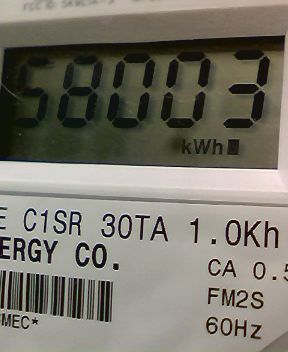 58003
kWh
E C1SR 30TA 1.0Kh
ERGY CO.
CA 0.5
FM2S
MEC*
60Hz